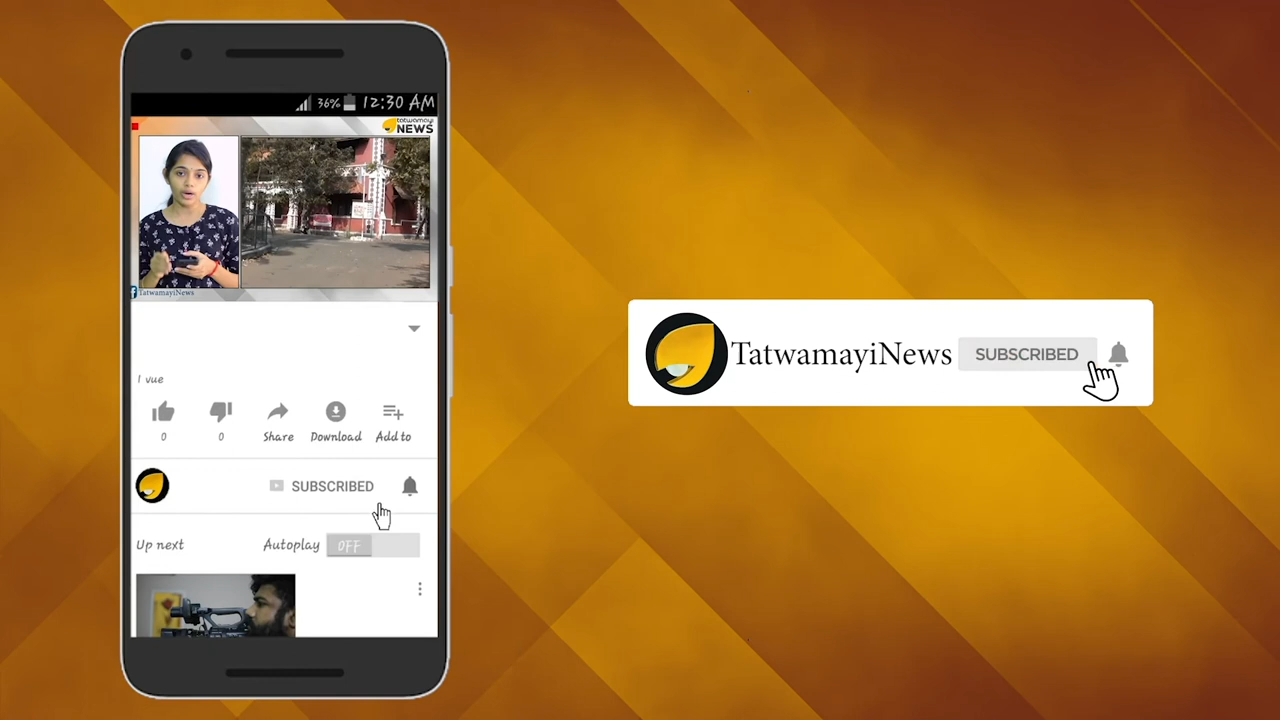 36% 12:30 AM
tatwamayi
NEWS
TatwamayiNews
1 vue
0 0 Share Download Add to
SUBSCRIBED
Up next Autoplay OFF
TatwamayiNews SUBSCRIBED